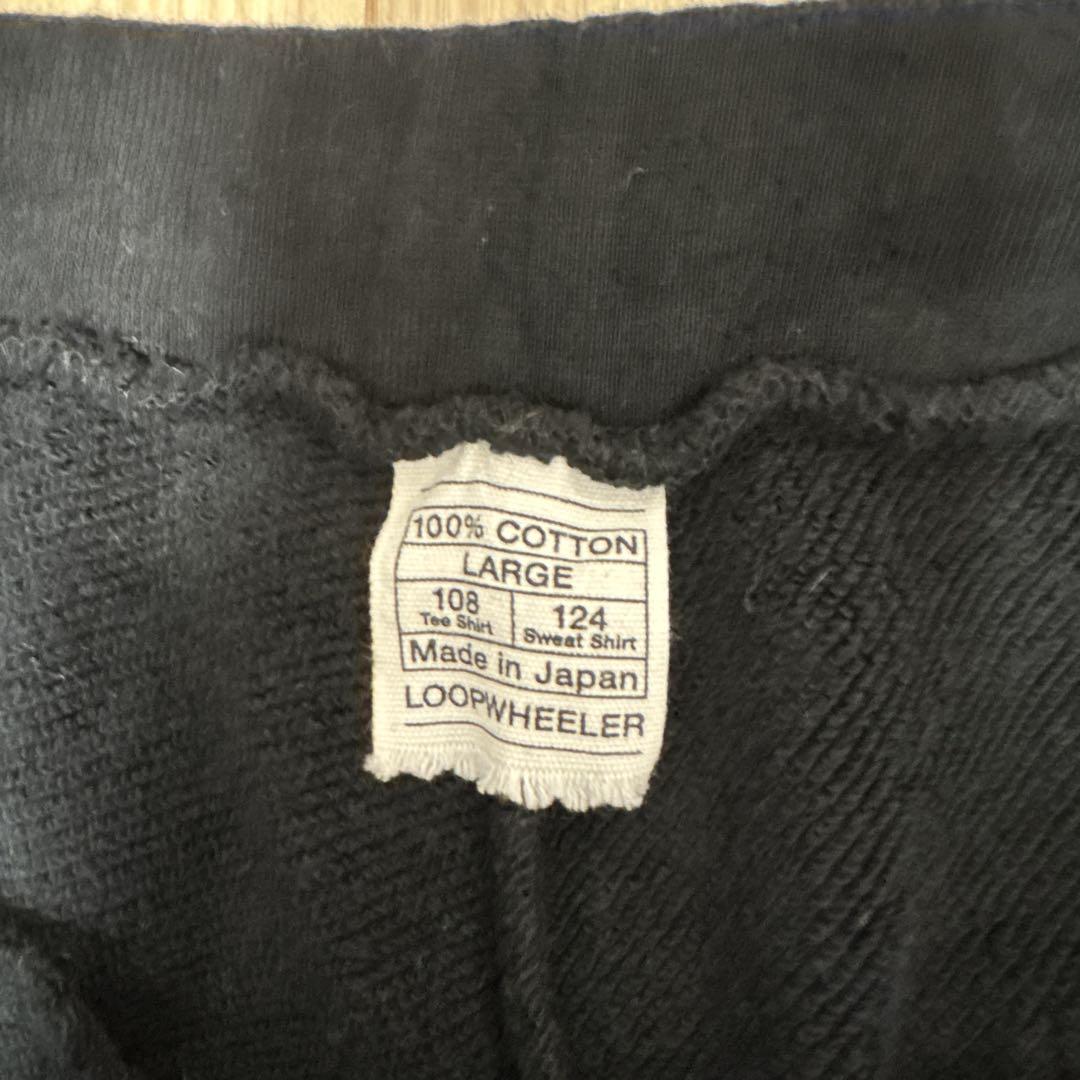 100% COTTON
LARGE
108 124
Tee Shirt Sweat Shirt
Made in Japan
LOOPWHEELER